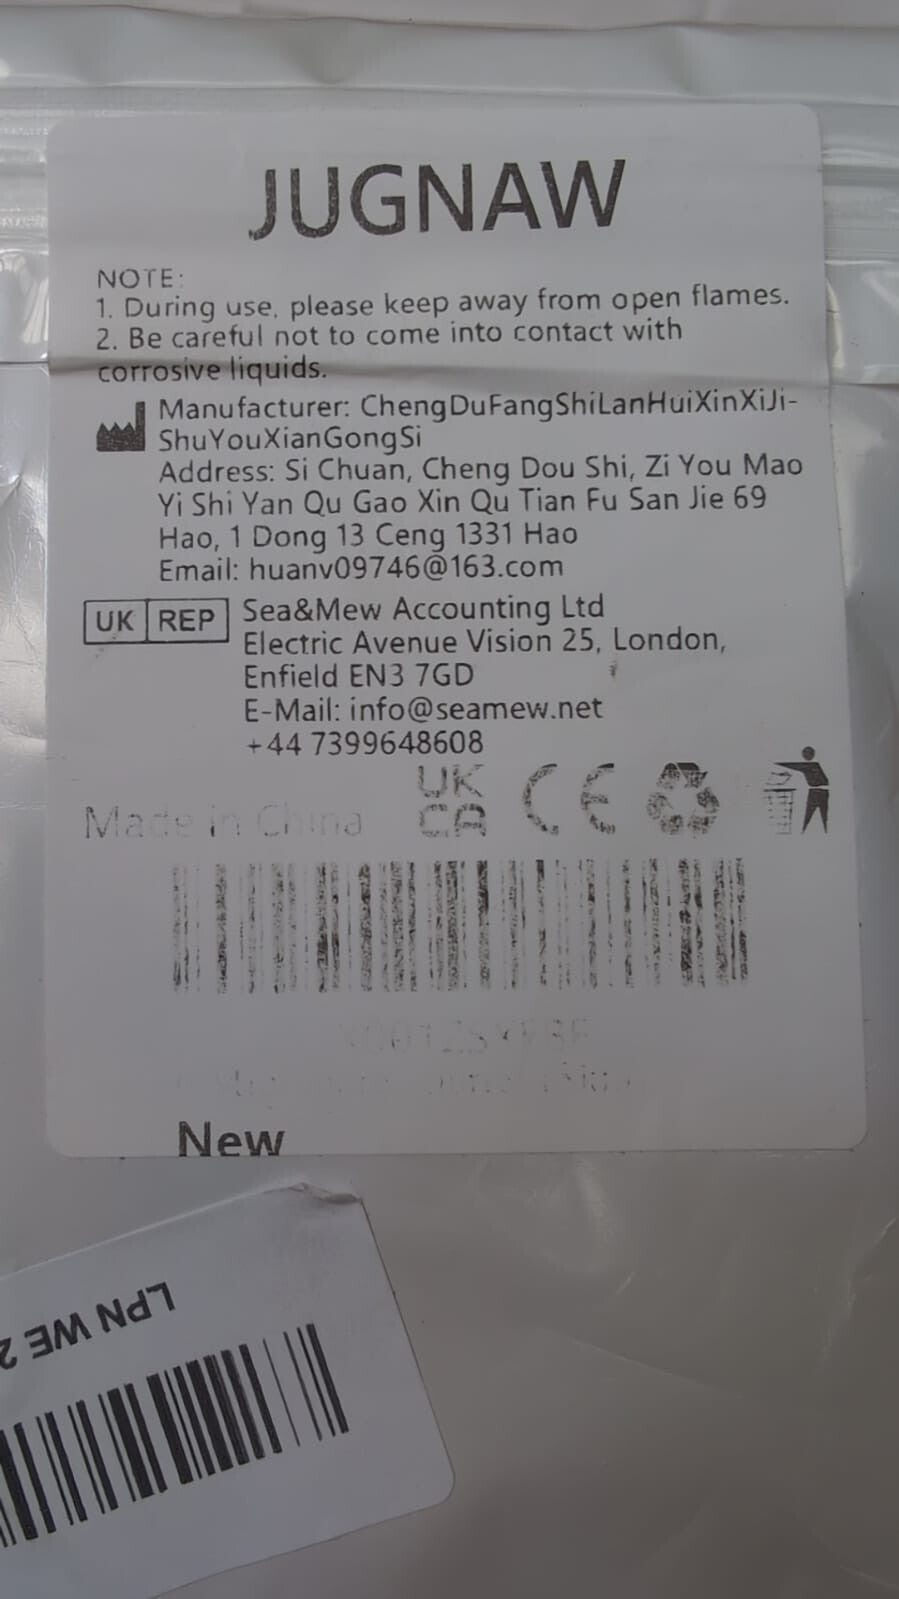 JUGNAW
NOTE:
1. During use, please keep away from open flames.
2. Be careful not to come into contact with
corrosive liquids.
Manufacturer: ChengDuFangShiLanHuiXinXiJi-
ShuYouXianGongSi
Address: Si Chuan, Cheng Dou Shi, Zi You Mao
Yi Shi Yan Qu Gao Xin Qu Tian Fu San Jie 69
Hao, 1 Dong 13 Ceng 1331 Hao
Email: huanv09746@163.com
UK REP
Sea&Mew Accounting Ltd
Electric Avenue Vision 25, London,
Enfield EN3 7GD
E-Mail: info@seamew.net
+44 7399648608
Made in China
UK
CA
CE
New
LPN WE 2